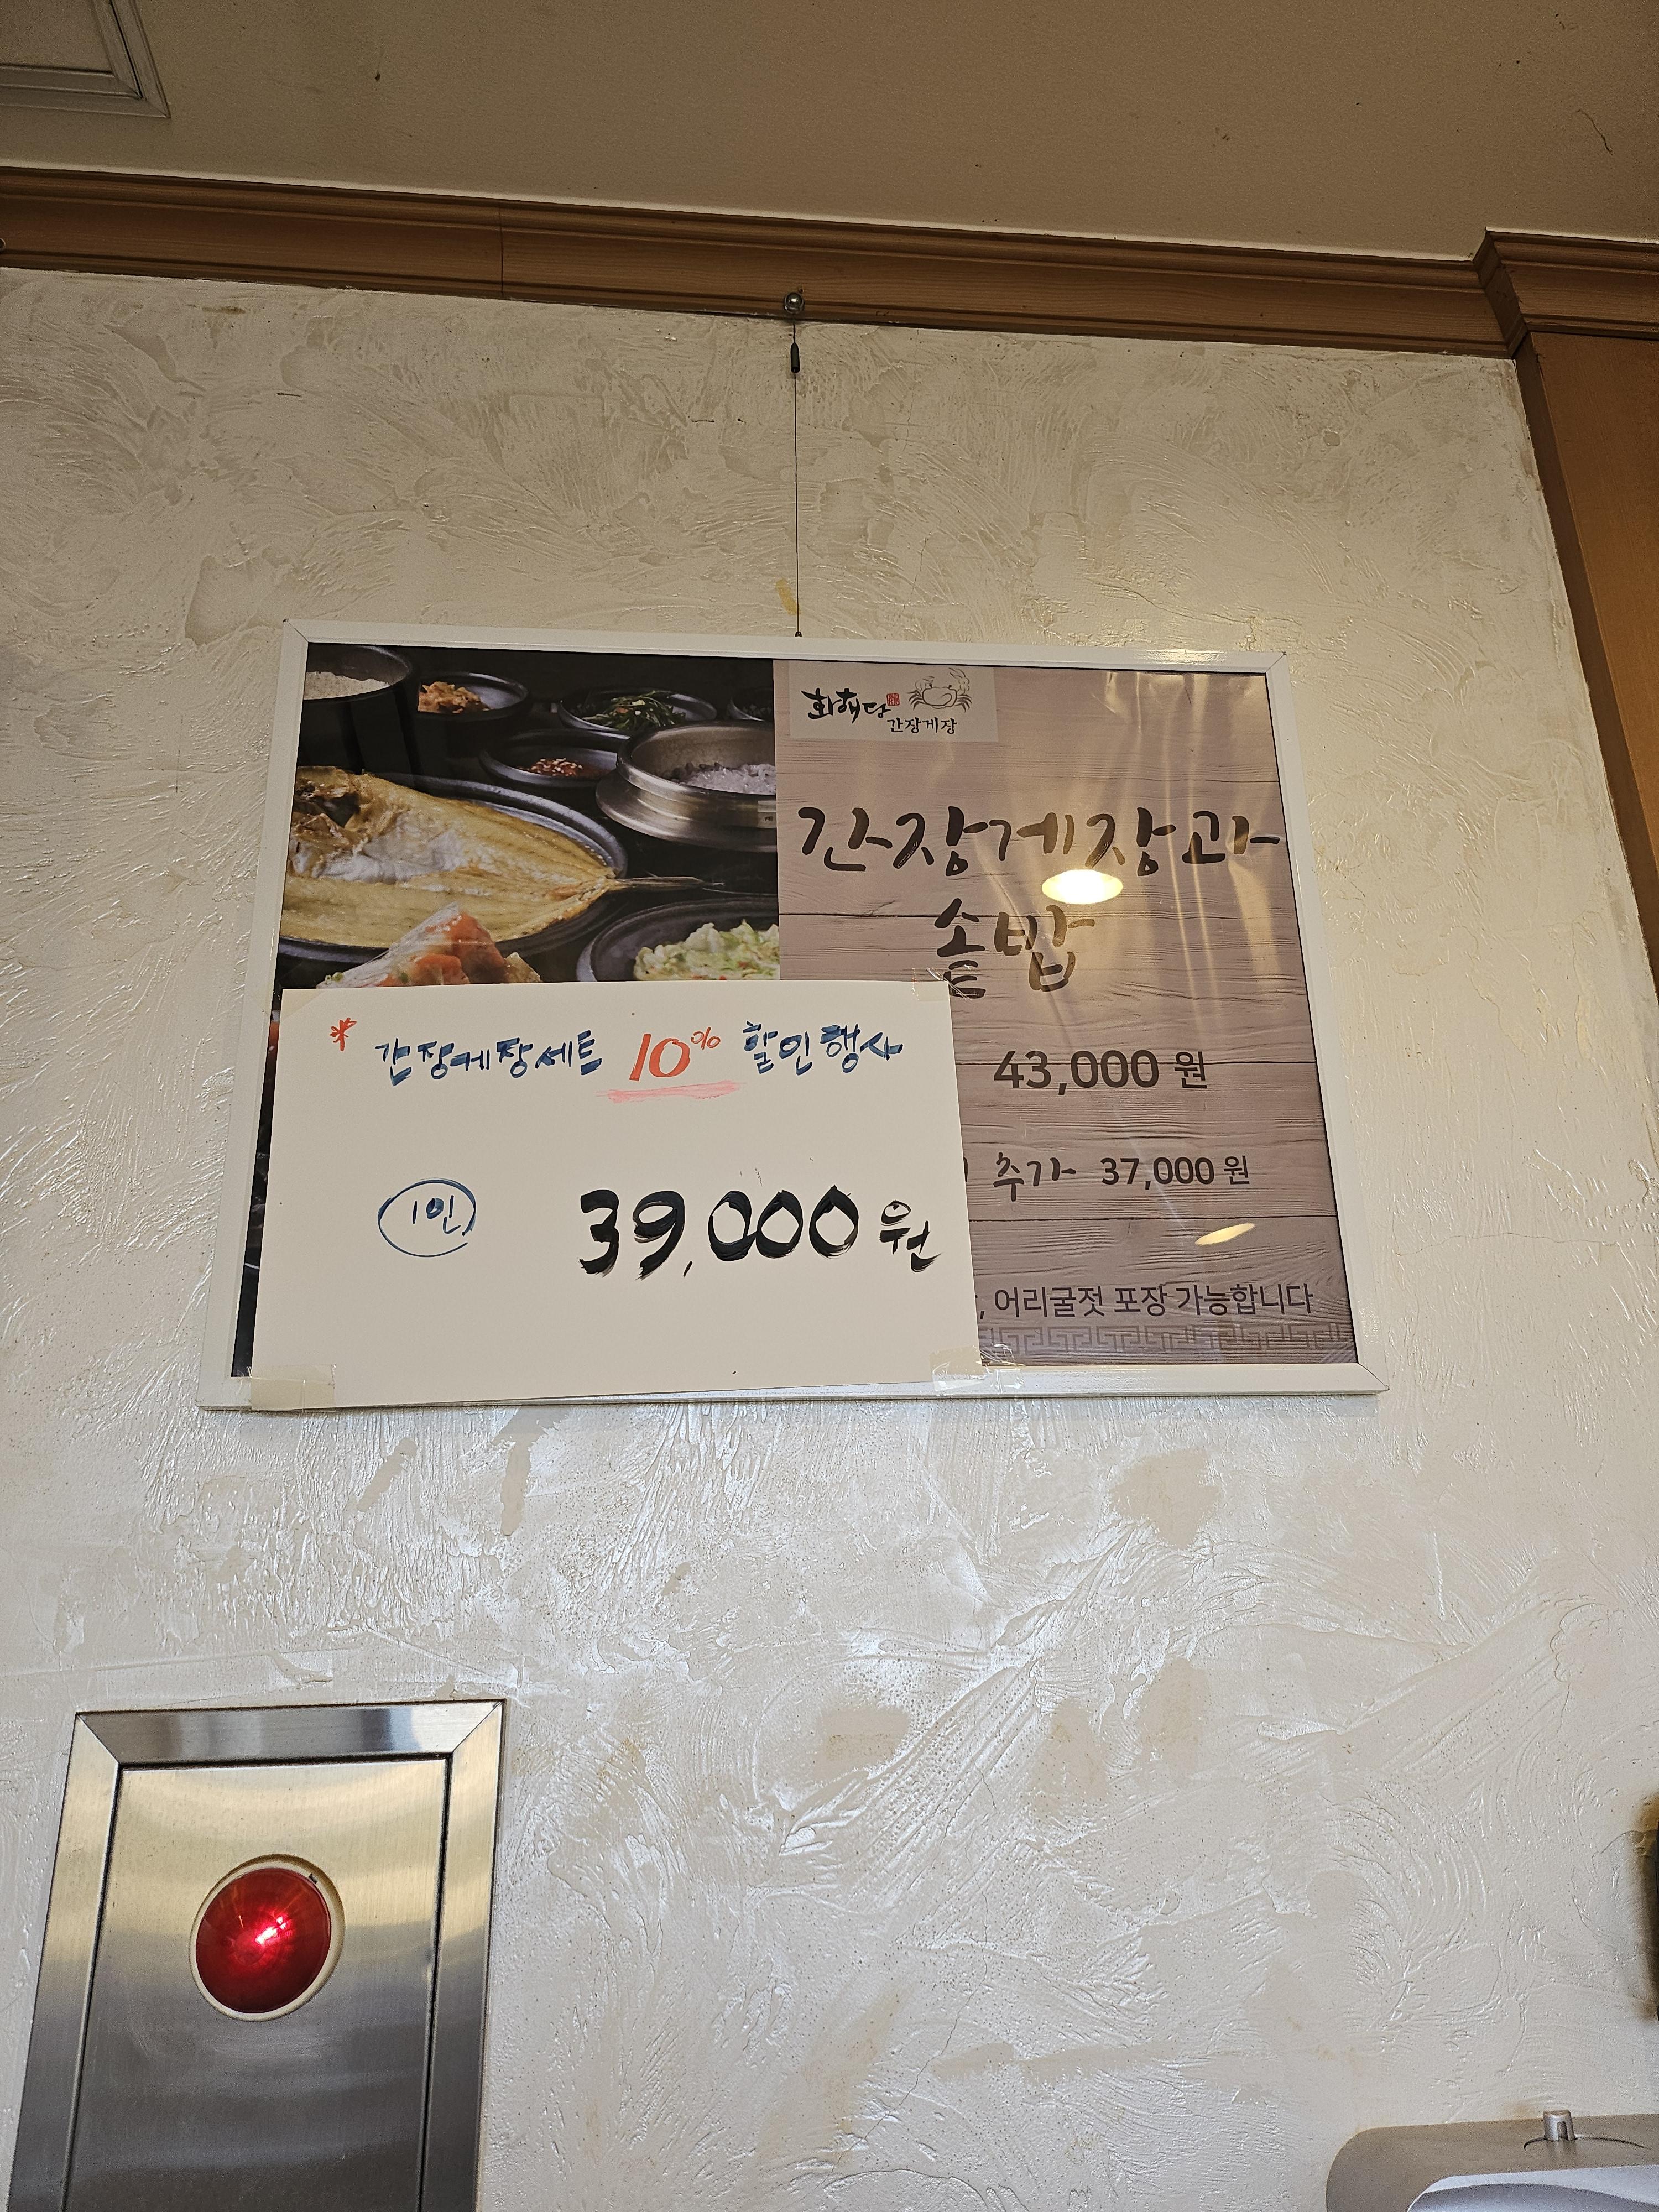 화해당
간장게장
간장게장과
솥밥
43,000 원
추가 37,000 원
, 어리굴젓 포장 가능합니다
* 간장게장세트 10% 할인행사
1인 39,000 원